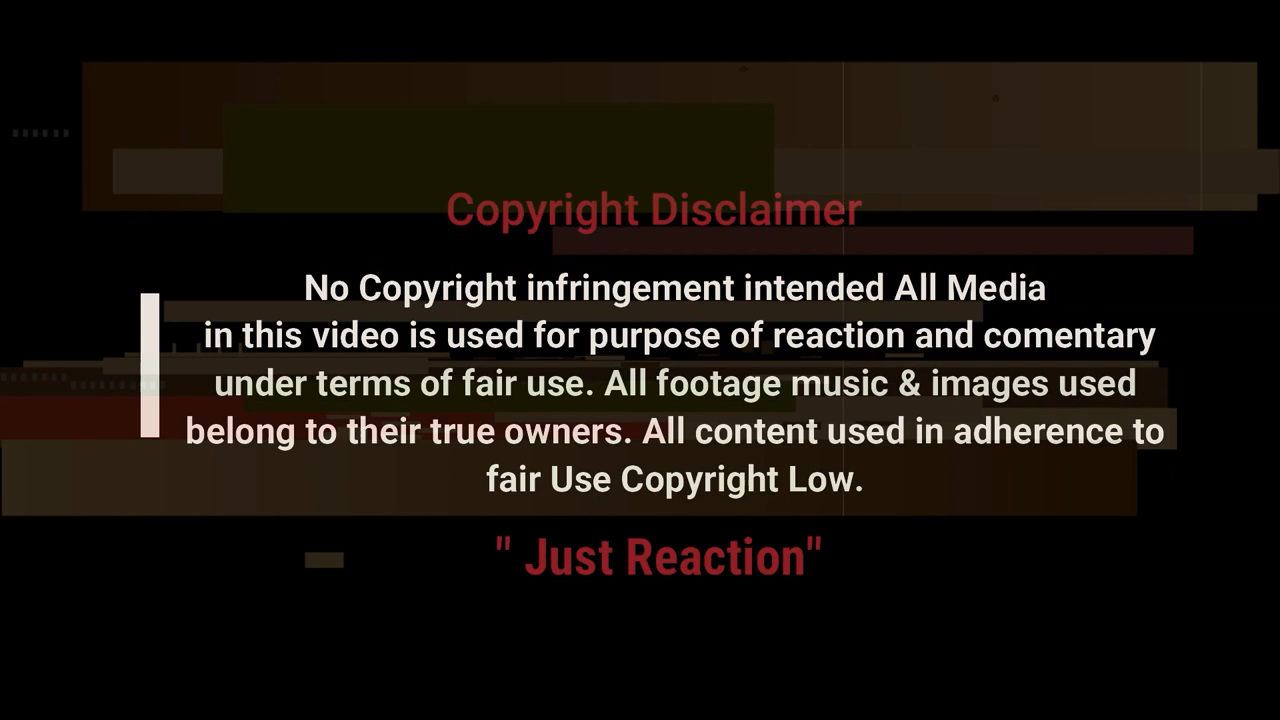 Copyright Disclaimer
No Copyright infringement intended All Media
in this video is used for purpose of reaction and comentary
under terms of fair use. All footage music & images used
belong to their true owners. All content used in adherence to
fair Use Copyright Low.
" Just Reaction"